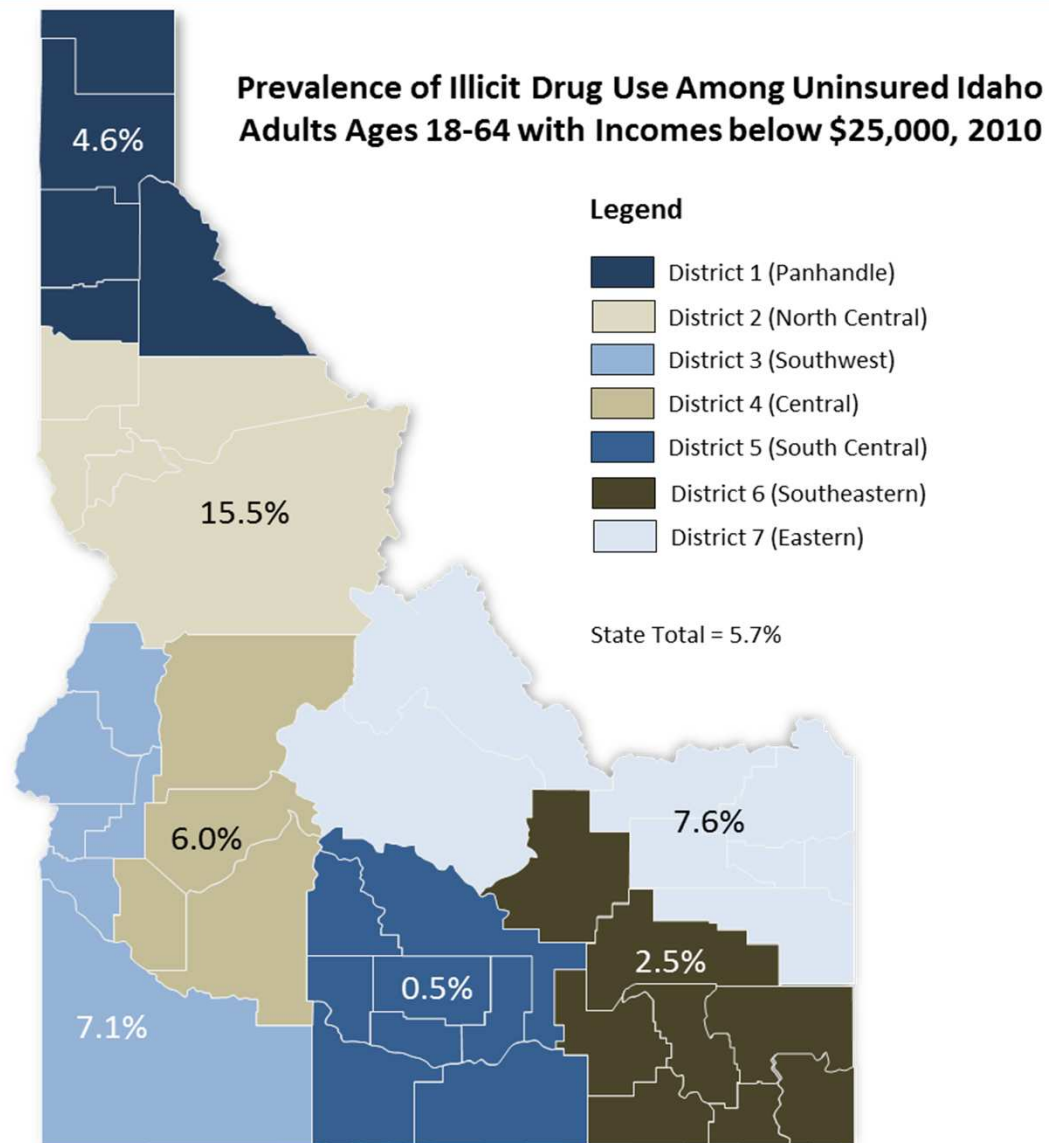 Prevalence of Illicit Drug Use Among Uninsured Idaho
Adults Ages 18-64 with Incomes below $25,000, 2010
4.6%
Legend
District 1 (Panhandle)
District 2 (North Central)
District 3 (Southwest)
District 4 (Central)
District 5 (South Central)
District 6 (Southeastern)
District 7 (Eastern)
15.5%
State Total = 5.7%
6.0%
7.6%
2.5%
0.5%
7.1%